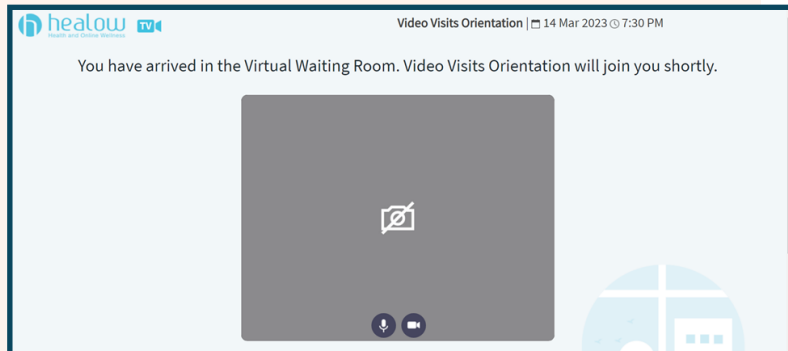 healow TV
Health and Online Wellness
Video Visits Orientation | 14 Mar 2023 7:30 PM
You have arrived in the Virtual Waiting Room. Video Visits Orientation will join you shortly.